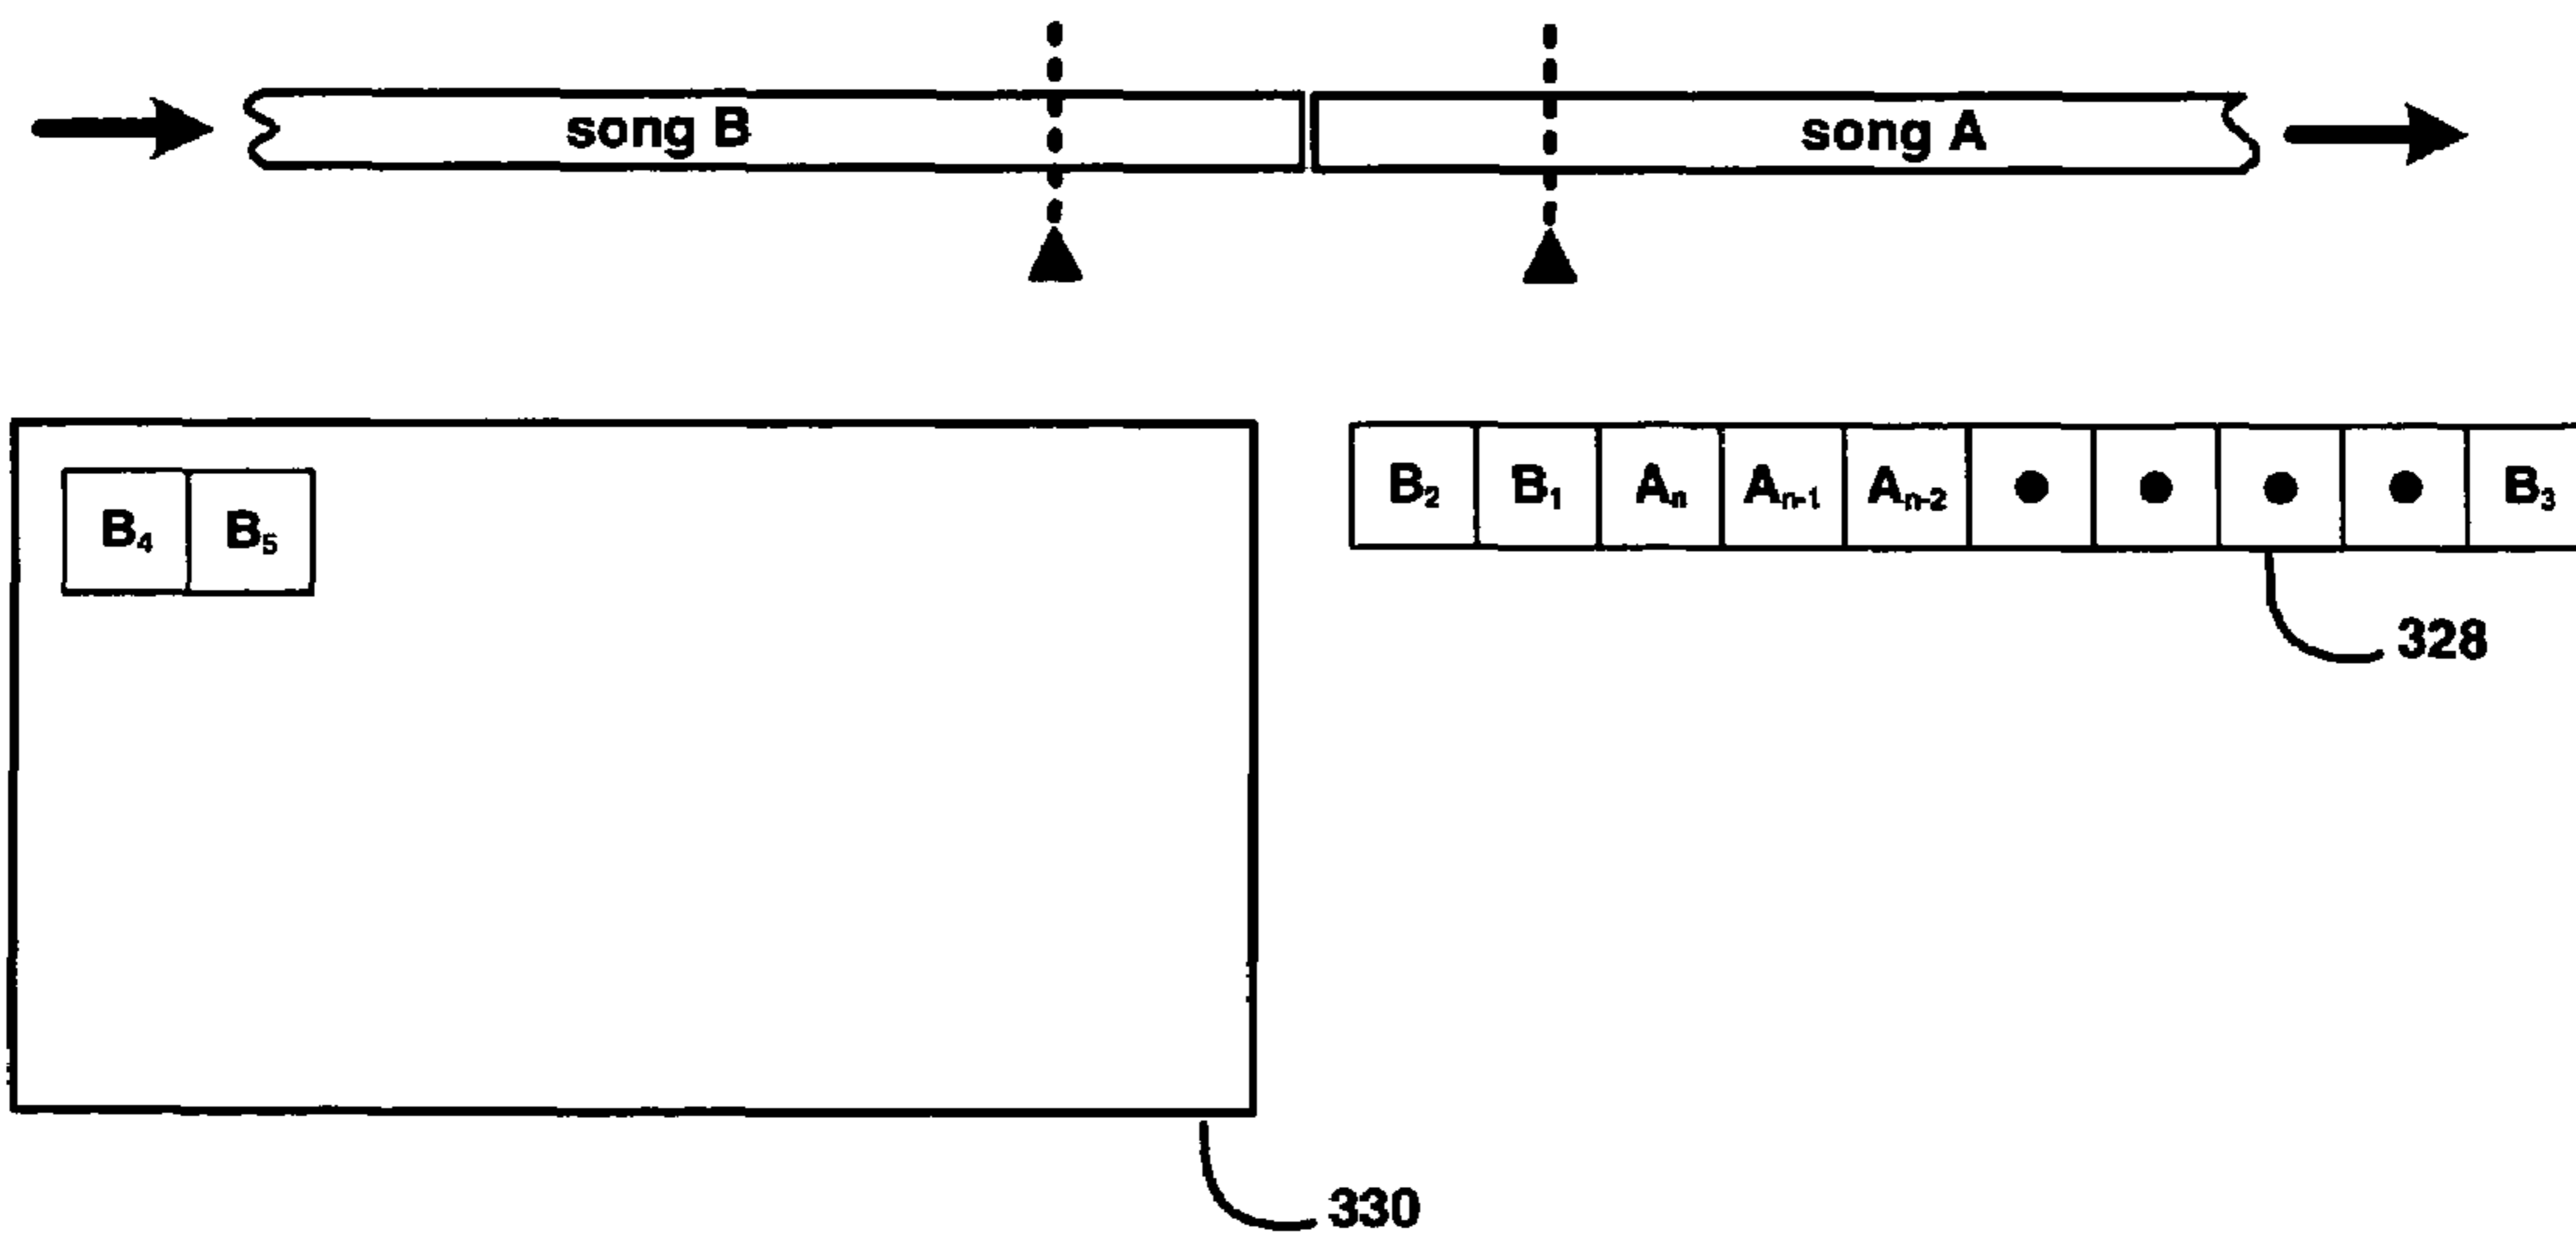 song B song A
B₂ B₁ Aₙ Aₙ₋₁ Aₙ₋₂ ● ● ● ● B₃
B₄ B₅
328
330